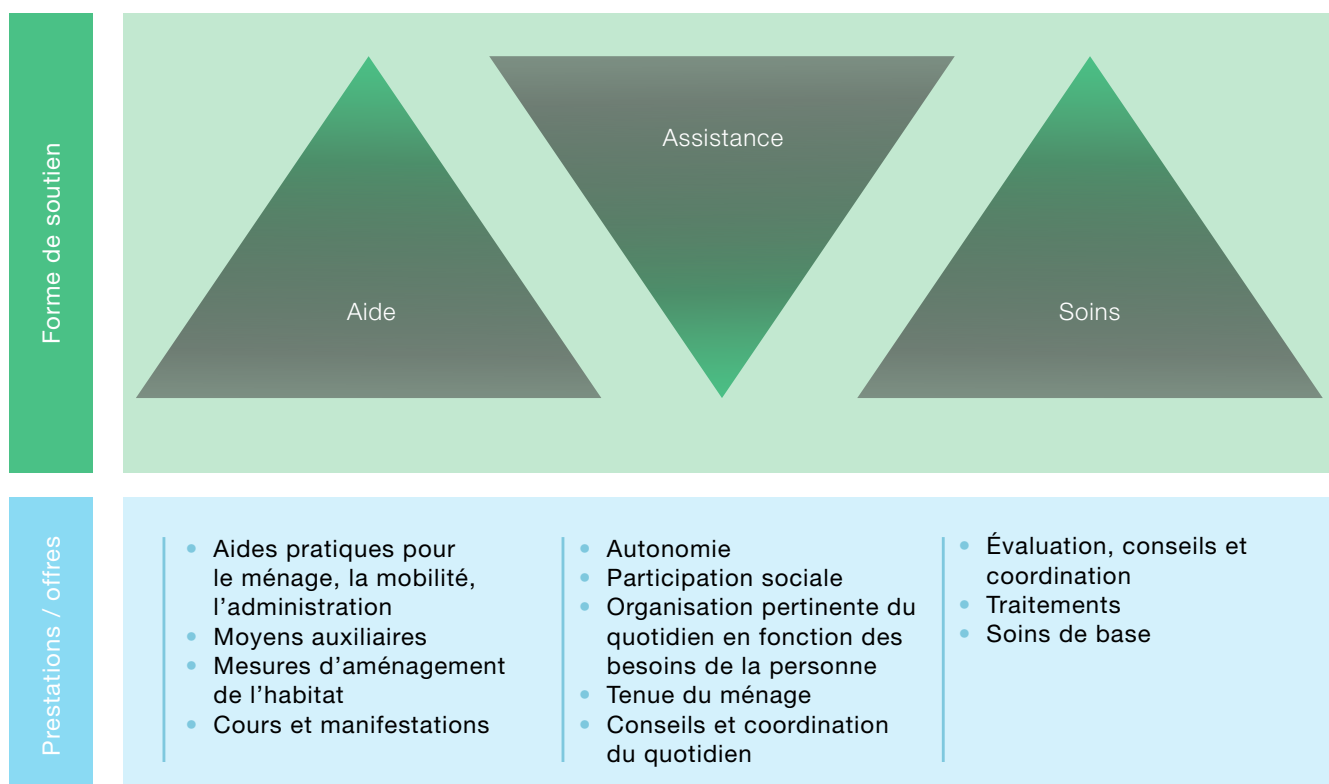 Forme de soutien
Aide
Assistance
Soins
Prestations / offres
• Aides pratiques pour
le ménage, la mobilité,
l’administration
• Moyens auxiliaires
• Mesures d’aménagement
de l’habitat
• Cours et manifestations
• Autonomie
• Participation sociale
• Organisation pertinente du
quotidien en fonction des
besoins de la personne
• Tenue du ménage
• Conseils et coordination
du quotidien
• Évaluation, conseils et
coordination
• Traitements
• Soins de base